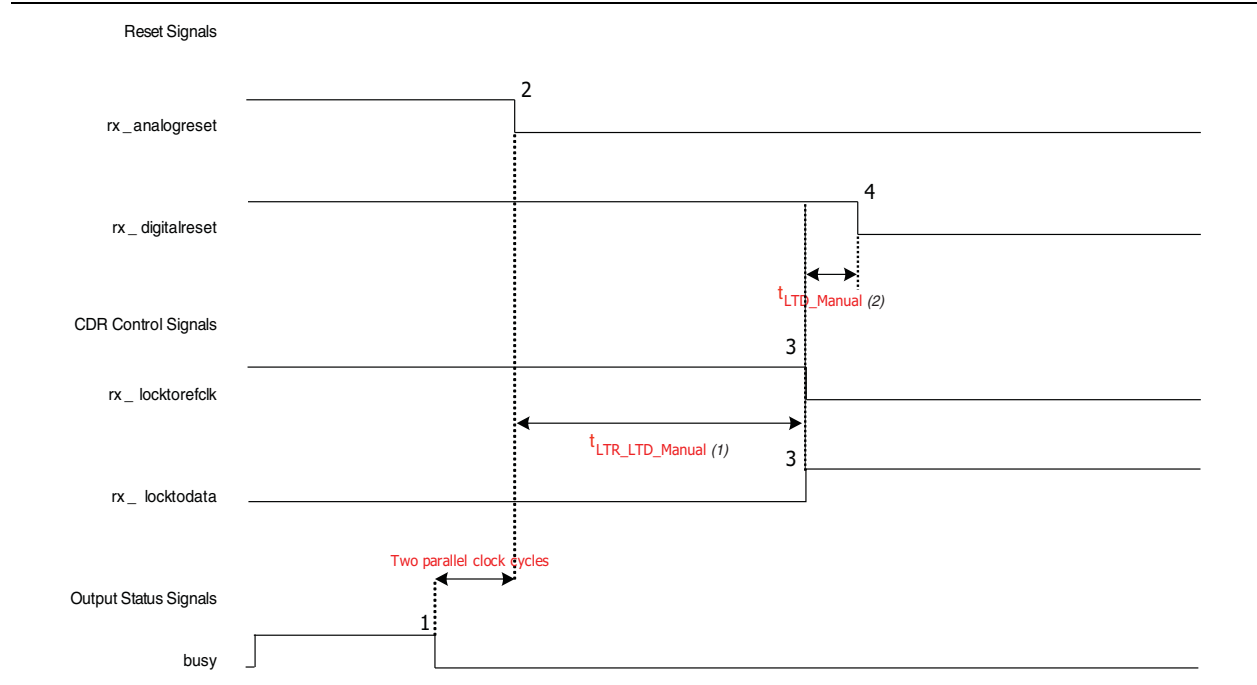 Reset Signals
2
rx _ analogreset
4
rx _ digitalreset
tLTD_Manual (2)
CDR Control Signals
3
rx _ locktorefclk
tLTR_LTD_Manual (1)
3
rx _ locktodata
Two parallel clock cycles
Output Status Signals
1
busy